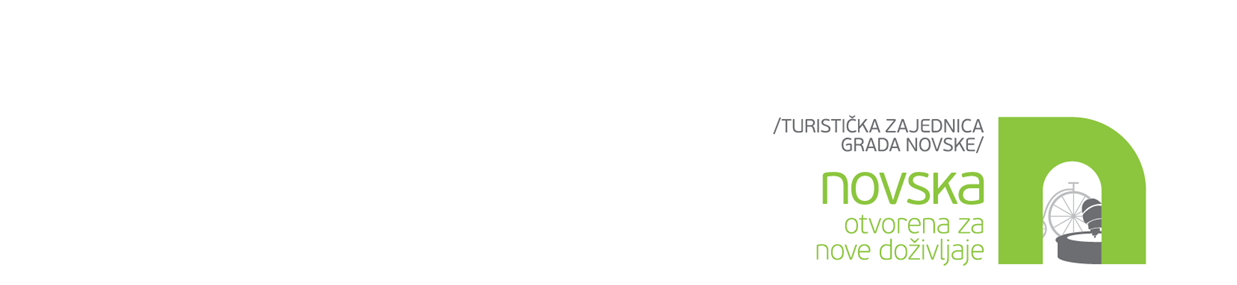 /TURISTIČKA ZAJEDNICA
GRADA NOVSKE/
novska
otvorena za
nove doživljaje